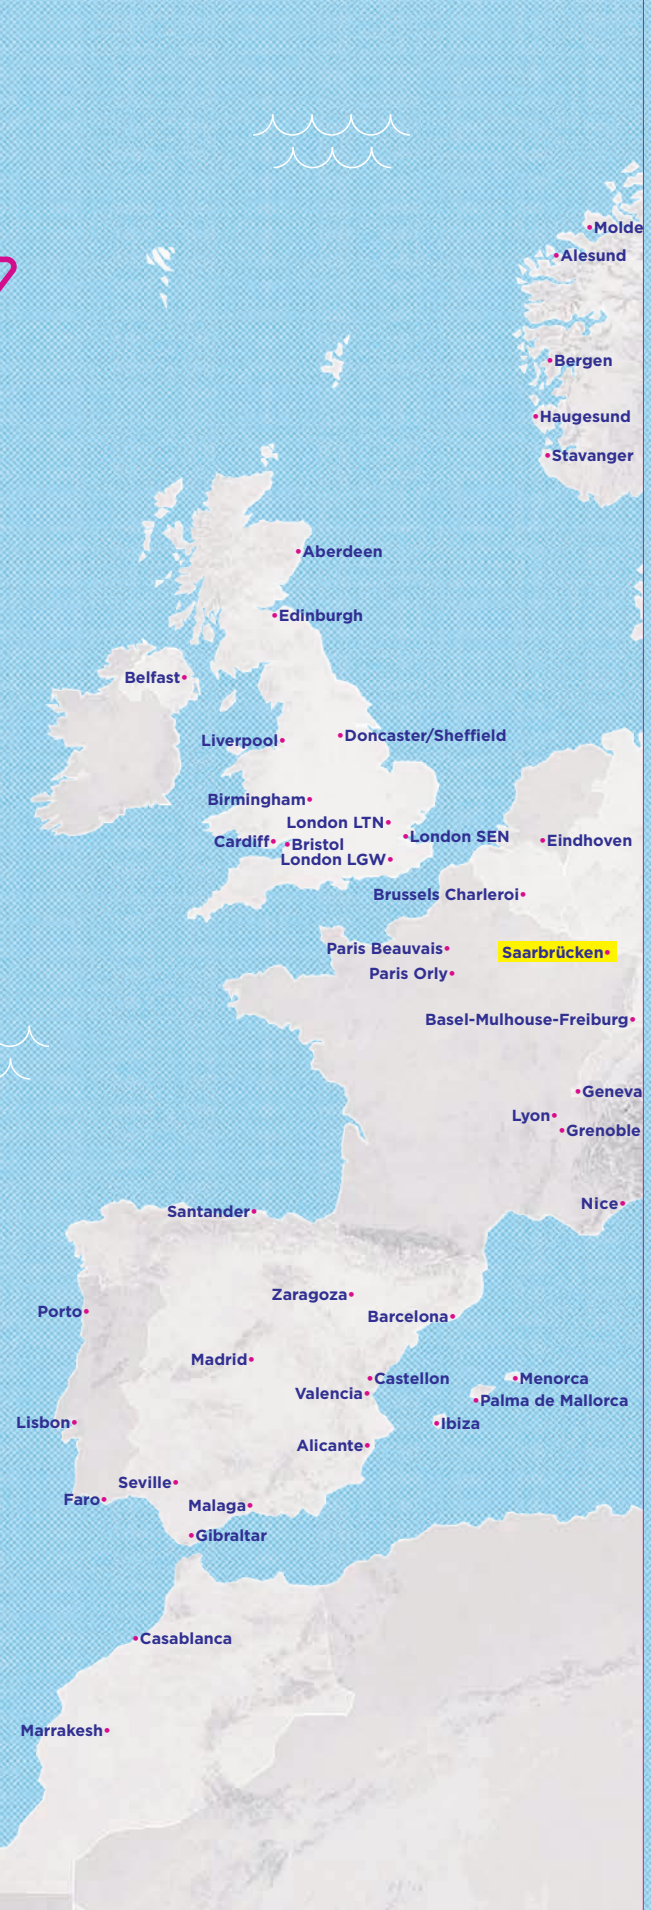 Molde
Alesund
Bergen
Haugesund
Stavanger
Aberdeen
Edinburgh
Belfast
Liverpool
Doncaster/Sheffield
Birmingham
London LTN
Cardiff
Bristol
London SEN
Eindhoven
London LGW
Brussels Charleroi
Paris Beauvais
Saarbrücken
Paris Orly
Basel-Mulhouse-Freiburg
Geneva
Lyon
Grenoble
Nice
Santander
Zaragoza
Porto
Barcelona
Madrid
Castellon
Menorca
Valencia
Palma de Mallorca
Lisbon
Ibiza
Alicante
Seville
Faro
Malaga
Gibraltar
Casablanca
Marrakesh